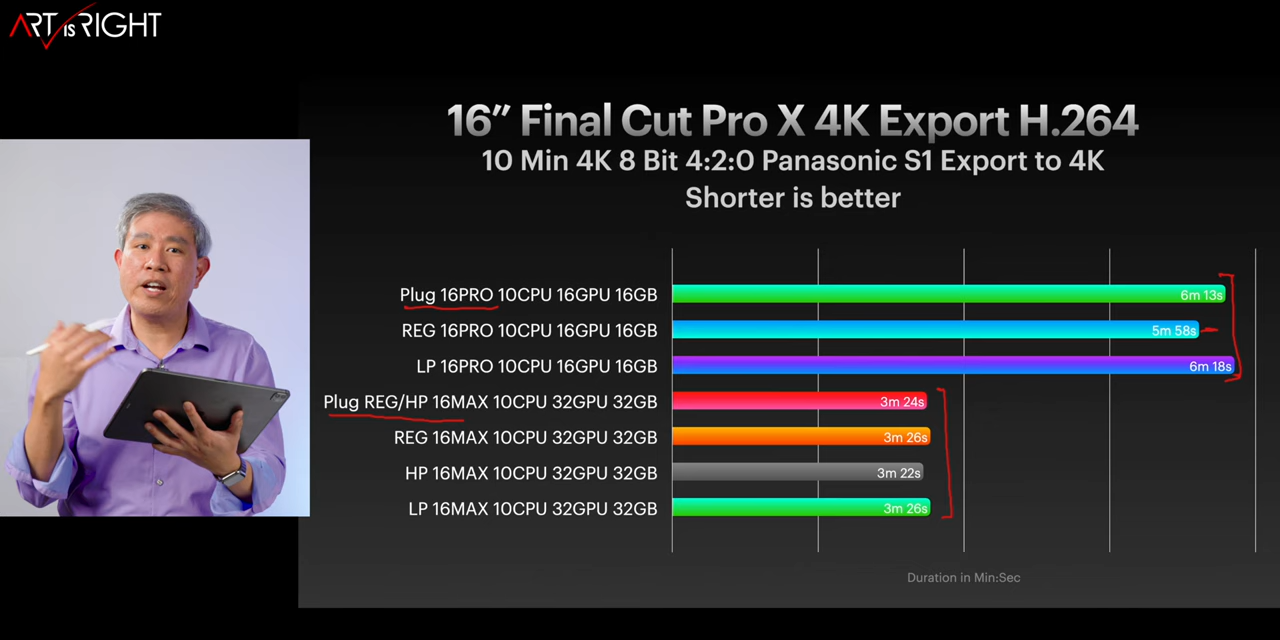 ART IS RIGHT
16” Final Cut Pro X 4K Export H.264
10 Min 4K 8 Bit 4:2:0 Panasonic S1 Export to 4K
Shorter is better
Plug 16PRO 10CPU 16GPU 16GB 6m 13s
REG 16PRO 10CPU 16GPU 16GB 5m 58s
LP 16PRO 10CPU 16GPU 16GB 6m 18s
Plug REG/HP 16MAX 10CPU 32GPU 32GB 3m 24s
REG 16MAX 10CPU 32GPU 32GB 3m 26s
HP 16MAX 10CPU 32GPU 32GB 3m 22s
LP 16MAX 10CPU 32GPU 32GB 3m 26s
Duration in Min:Sec